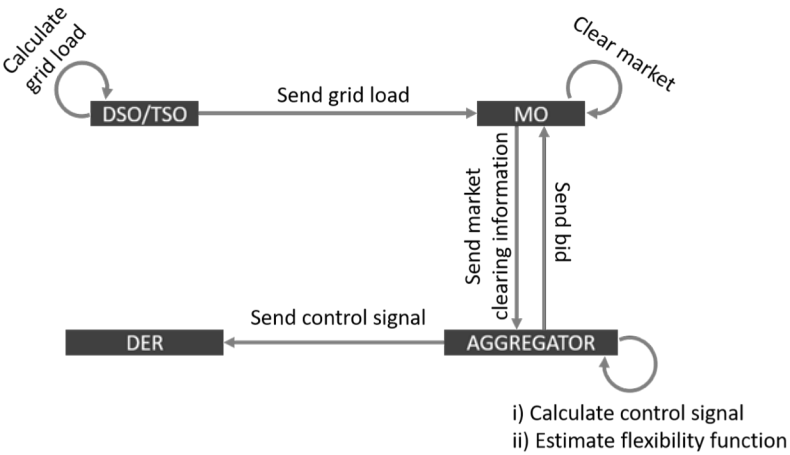 Calculate
grid load
Clear market
Send grid load
DSO/TSO
MO
Send market
clearing information
Send bid
Send control signal
DER
AGGREGATOR
i) Calculate control signal
ii) Estimate flexibility function